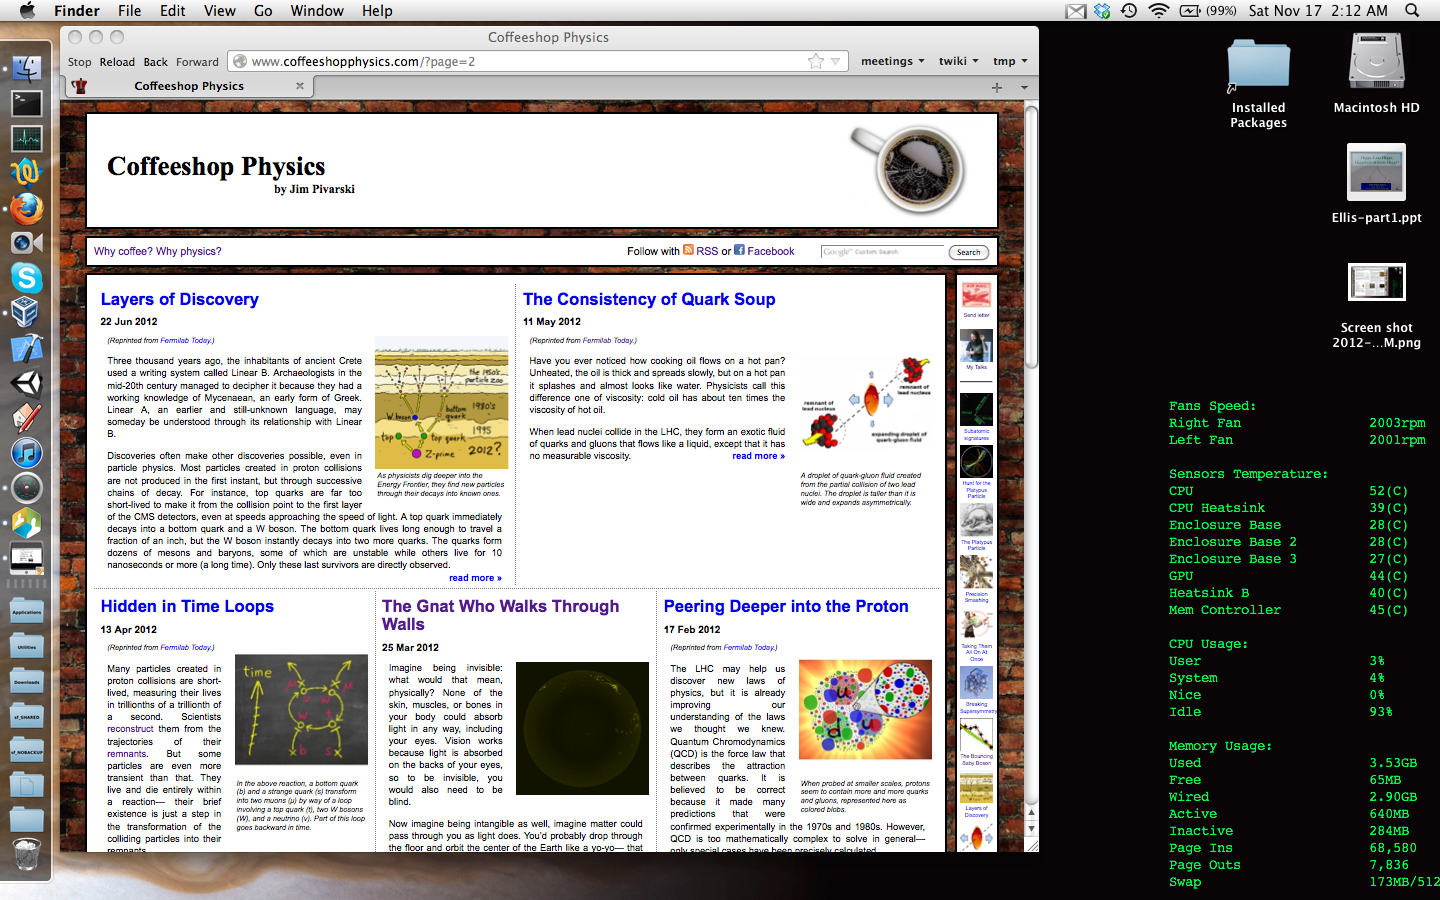 Finder File Edit View Go Window Help
(99%) Sat Nov 17 2:12 AM
Coffeeshop Physics
Stop Reload Back Forward
www.coffeeshopphysics.com/?page=2
meetings twiki tmp
Coffeeshop Physics
Coffeeshop Physics
by Jim Pivarski
Why coffee? Why physics?
Follow with RSS or Facebook
Google Custom Search
Search
Layers of Discovery
22 Jun 2012
(Reprinted from Fermilab Today.)
Three thousand years ago, the inhabitants of ancient Crete
used a writing system called Linear B. Archaeologists in the
mid-20th century managed to decipher it because they had a
working knowledge of Mycenaean, an early form of Greek.
Linear A, an earlier and still-unknown language, may
someday be understood through its relationship with Linear
B.
Discoveries often make other discoveries possible, even in
particle physics. Most particles created in proton collisions
are not produced in the first instant, but through successive
chains of decay. For instance, top quarks are far too
short-lived to make it from the collision point to the first layer
of the CMS detectors, even at speeds approaching the speed of light. A top quark immediately
decays into a bottom quark and a W boson. The bottom quark lives long enough to travel a
fraction of an inch, but the W boson instantly decays into two more quarks. The quarks form
dozens of mesons and baryons, some of which are unstable while others live for 10
nanoseconds or more (a long time). Only these last survivors are directly observed.
read more »
the 1950's
particle zoo
W boson
bottom
quark
1980's
top
top quark
1995
Z-prime
2012?
As physicists dig deeper into the
Energy Frontier, they find new particles
through their decays into known ones.
The Consistency of Quark Soup
11 May 2012
(Reprinted from Fermilab Today.)
Have you ever noticed how cooking oil flows on a hot pan?
Unheated, the oil is thick and spreads slowly, but on a hot pan
it splashes and almost looks like water. Physicists call this
difference one of viscosity: cold oil has about ten times the
viscosity of hot oil.
When lead nuclei collide in the LHC, they form an exotic fluid
of quarks and gluons that flows like a liquid, except that it has
no measurable viscosity.
read more »
remnant of
lead nucleus
remnant of
lead nucleus
expanding droplet of
quark-gluon fluid
A droplet of quark-gluon fluid created
from the partial collision of two lead
nuclei. The droplet is taller than it is
wide and expands asymmetrically.
Hidden in Time Loops
13 Apr 2012
(Reprinted from Fermilab Today.)
Many particles created in
proton collisions are short-
lived, measuring their lives
in trillionths of a trillionth of
a second. Scientists
reconstruct them from the
trajectories of their
remnants. But some
particles are even more
transient than that. They
live and die entirely within
a reaction— their brief
existence is just a step in
the transformation of the
colliding particles into their
remnants.
time
In the above reaction, a bottom quark
(b) and a strange quark (s) transform
into two muons (μ) by way of a loop
involving a top quark (t), two W bosons
(W), and a neutrino (ν). Part of this loop
goes backward in time.
The Gnat Who Walks Through
Walls
25 Mar 2012
Imagine being invisible:
what would that mean,
physically? None of the
skin, muscles, or bones in
your body could absorb
light in any way, including
your eyes. Vision works
because light is absorbed
on the backs of your eyes,
so to be invisible, you
would also need to be
blind.
Now imagine being intangible as well, imagine matter could
pass through you as light does. You'd probably drop through
the floor and orbit the center of the Earth like a yo-yo— that
Peering Deeper into the Proton
17 Feb 2012
(Reprinted from Fermilab Today.)
The LHC may help us
discover new laws of
physics, but it is already
improving our
understanding of the laws
we thought we knew.
Quantum Chromodynamics
(QCD) is the force law that
describes the attraction
between quarks. It is
believed to be correct
because it made many
predictions that were
confirmed experimentally in the 1970s and 1980s. However,
QCD is too mathematically complex to solve in general—
only special cases have been precisely calculated.
u
d
u
When probed at smaller scales, protons
seem to contain more and more quarks
and gluons, represented here as
colored blobs.
Send letter
My Talks
Subatomic
signatures
Hunt for the
Platypus
Particle
The Platypus
Particle
Precision
Smashing
Taking Them
All On At
Once
Breaking
Supersymmetry
The Bouncing
Baby Boson
Layers of
Discovery
Applications
Utilities
Downloads
sf_SHARED
sf_NOBACKUP
Installed
Packages
Macintosh HD
Ellis-part1.ppt
Screen shot
2012-...M.png
Fans Speed:
Right Fan 2003rpm
Left Fan 2001rpm
Sensors Temperature:
CPU 52(C)
CPU Heatsink 39(C)
Enclosure Base 28(C)
Enclosure Base 2 28(C)
Enclosure Base 3 27(C)
GPU 44(C)
Heatsink B 40(C)
Mem Controller 45(C)
CPU Usage:
User 3%
System 4%
Nice 0%
Idle 93%
Memory Usage:
Used 3.53GB
Free 65MB
Wired 2.90GB
Active 640MB
Inactive 284MB
Page Ins 68,580
Page Outs 7,836
Swap 173MB/512